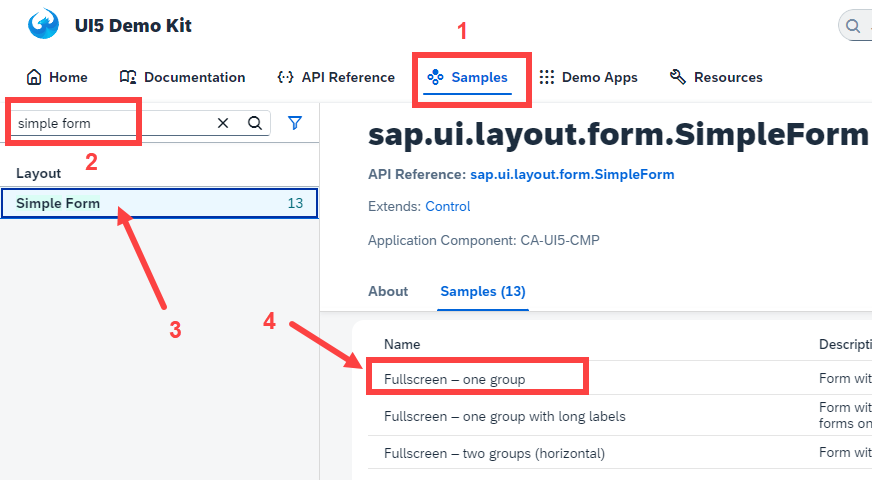 UI5 Demo Kit
1
Home Documentation API Reference Samples Demo Apps Resources
simple form
2
Layout
Simple Form 13
3
sap.ui.layout.form.SimpleForm
API Reference: sap.ui.layout.form.SimpleForm
Extends: Control
Application Component: CA-UI5-CMP
About Samples (13)
4
Name Descripti
Fullscreen – one group Form wit
Fullscreen – one group with long labels Form wit
forms on
Fullscreen – two groups (horizontal) Form wit